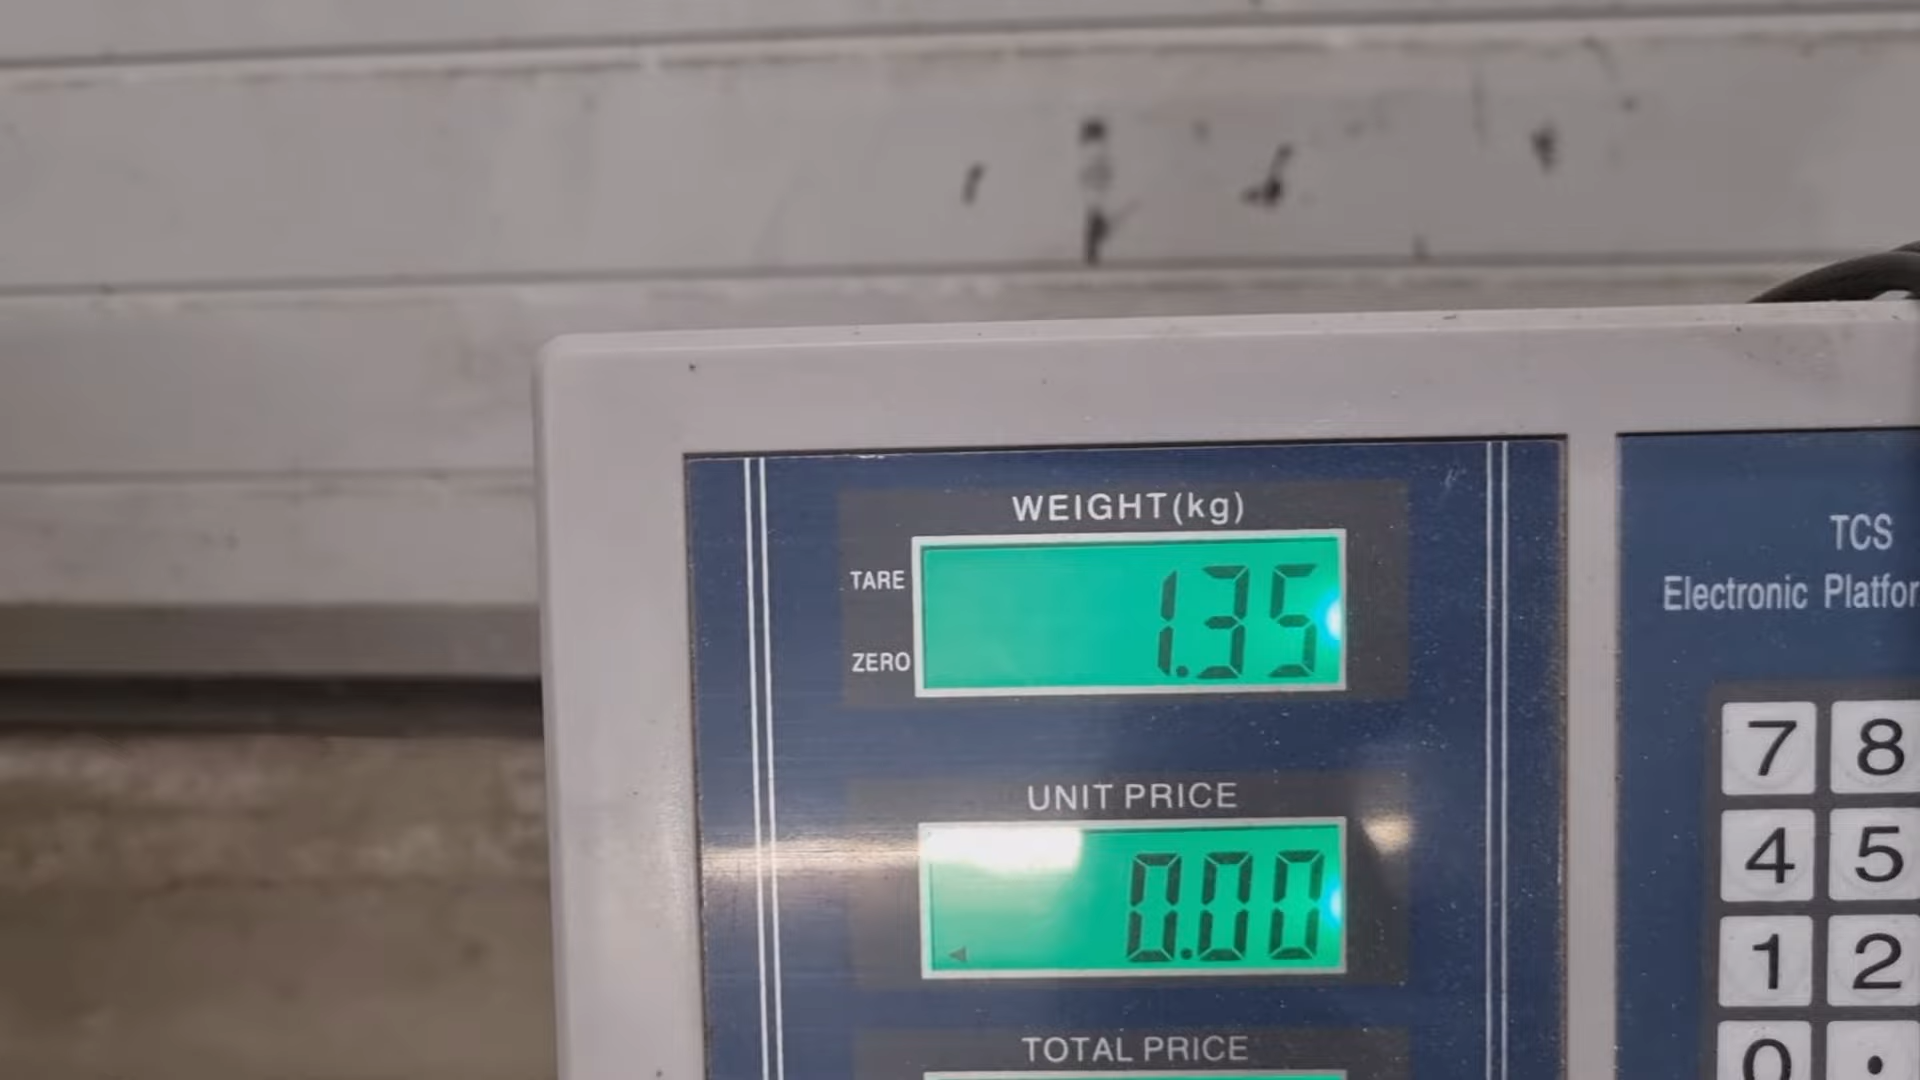 WEIGHT(kg)
TARE
1.35
ZERO
UNIT PRICE
0.00
TOTAL PRICE
TCS
Electronic Platfor
7 8
4 5
1 2
0 .